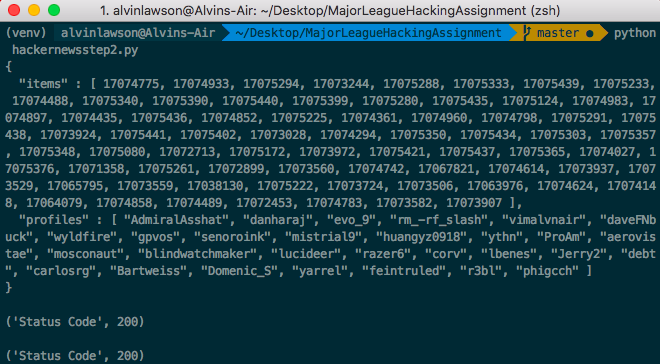 1. alvinlawson@Alvins-Air: ~/Desktop/MajorLeagueHackingAssignment (zsh)
(venv) alvinlawson@Alvins-Air ~/Desktop/MajorLeagueHackingAssignment master ● python
hackernewsstep2.py
{
"items" : [ 17074775, 17074933, 17075294, 17073244, 17075335, 17075333, 17075439, 17075233,
17074488, 17075340, 17075390, 17075440, 17075399, 17075280, 17075435, 17075124, 17074983, 17
074897, 17074435, 17075436, 17074852, 17075225, 17074361, 17074960, 17074798, 17075291, 17075
438, 17073924, 17075441, 17075402, 17073028, 17074294, 17075350, 17075434, 17075303, 17075357
, 17075348, 17075080, 17072713, 17075172, 17073972, 17075421, 17075437, 17075365, 17074027, 1
7075376, 17071358, 17075261, 17072899, 17073560, 17074742, 17067821, 17074614, 17073937, 1707
3529, 17065795, 17073559, 17038130, 17075222, 17073724, 17073506, 17063976, 17074624, 1707441
8, 17064079, 17074858, 17074489, 17072453, 17074783, 17073582, 17073907 ],
"profiles" : [ "AdmiralAsshat", "danharaj", "evo_9", "rm_-rf_slash", "vimalvnair", "daveFNb
uck", "wyldfire", "gpvos", "senoroink", "mistrial9", "huangyz0918", "ythn", "ProAm", "aerovis
tae", "mosconaut", "blindwatchmaker", "lucideer", "razer6", "corv", "lbenes", "Jerry2", "debt
", "carlosrg", "Bartweiss", "Domenic_S", "yarrel", "feintruled", "r3bl", "phigcch" ]
}
('Status Code', 200)
('Status Code', 200)